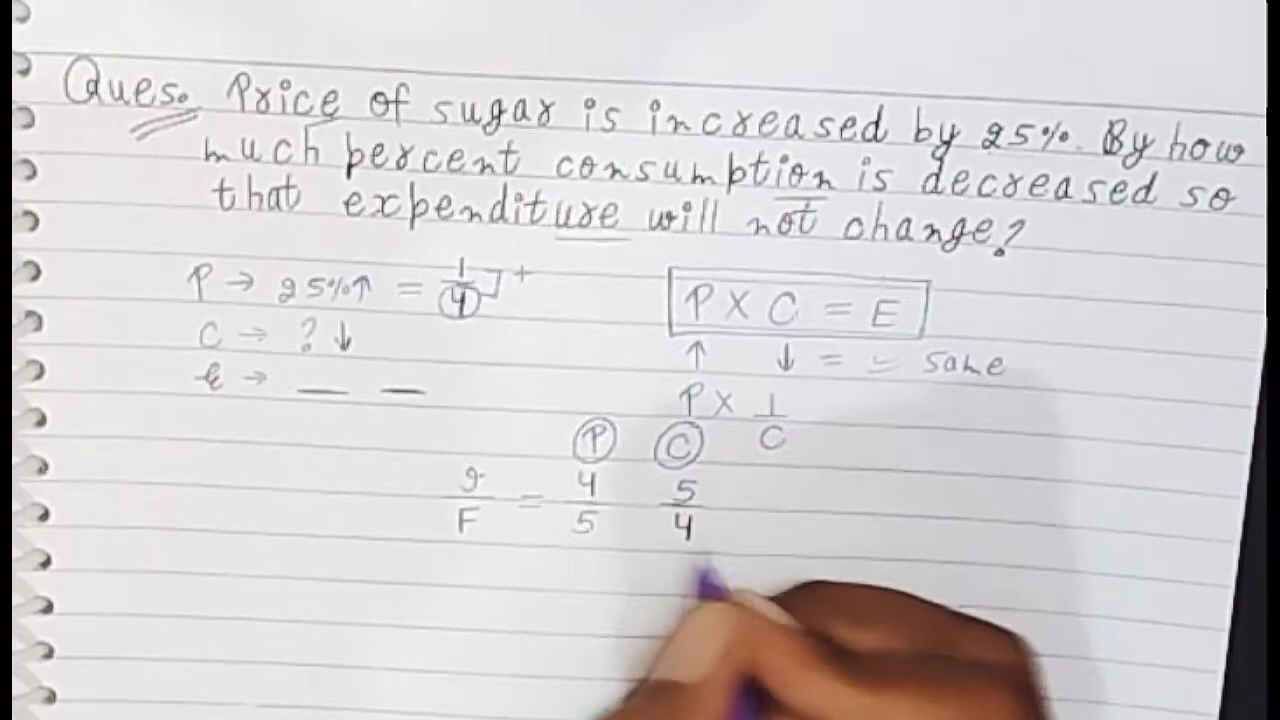 Ques. Price of sugar is increased by 25%. By how
much percent consumption is decreased so
that expenditure will not change?
P → 25%↑ = 1/4 +
P X C = E
C → ? ↓
↑ ↓ = = same
E → — —
P X 1/C
P C
I/F = 4/5 5/4